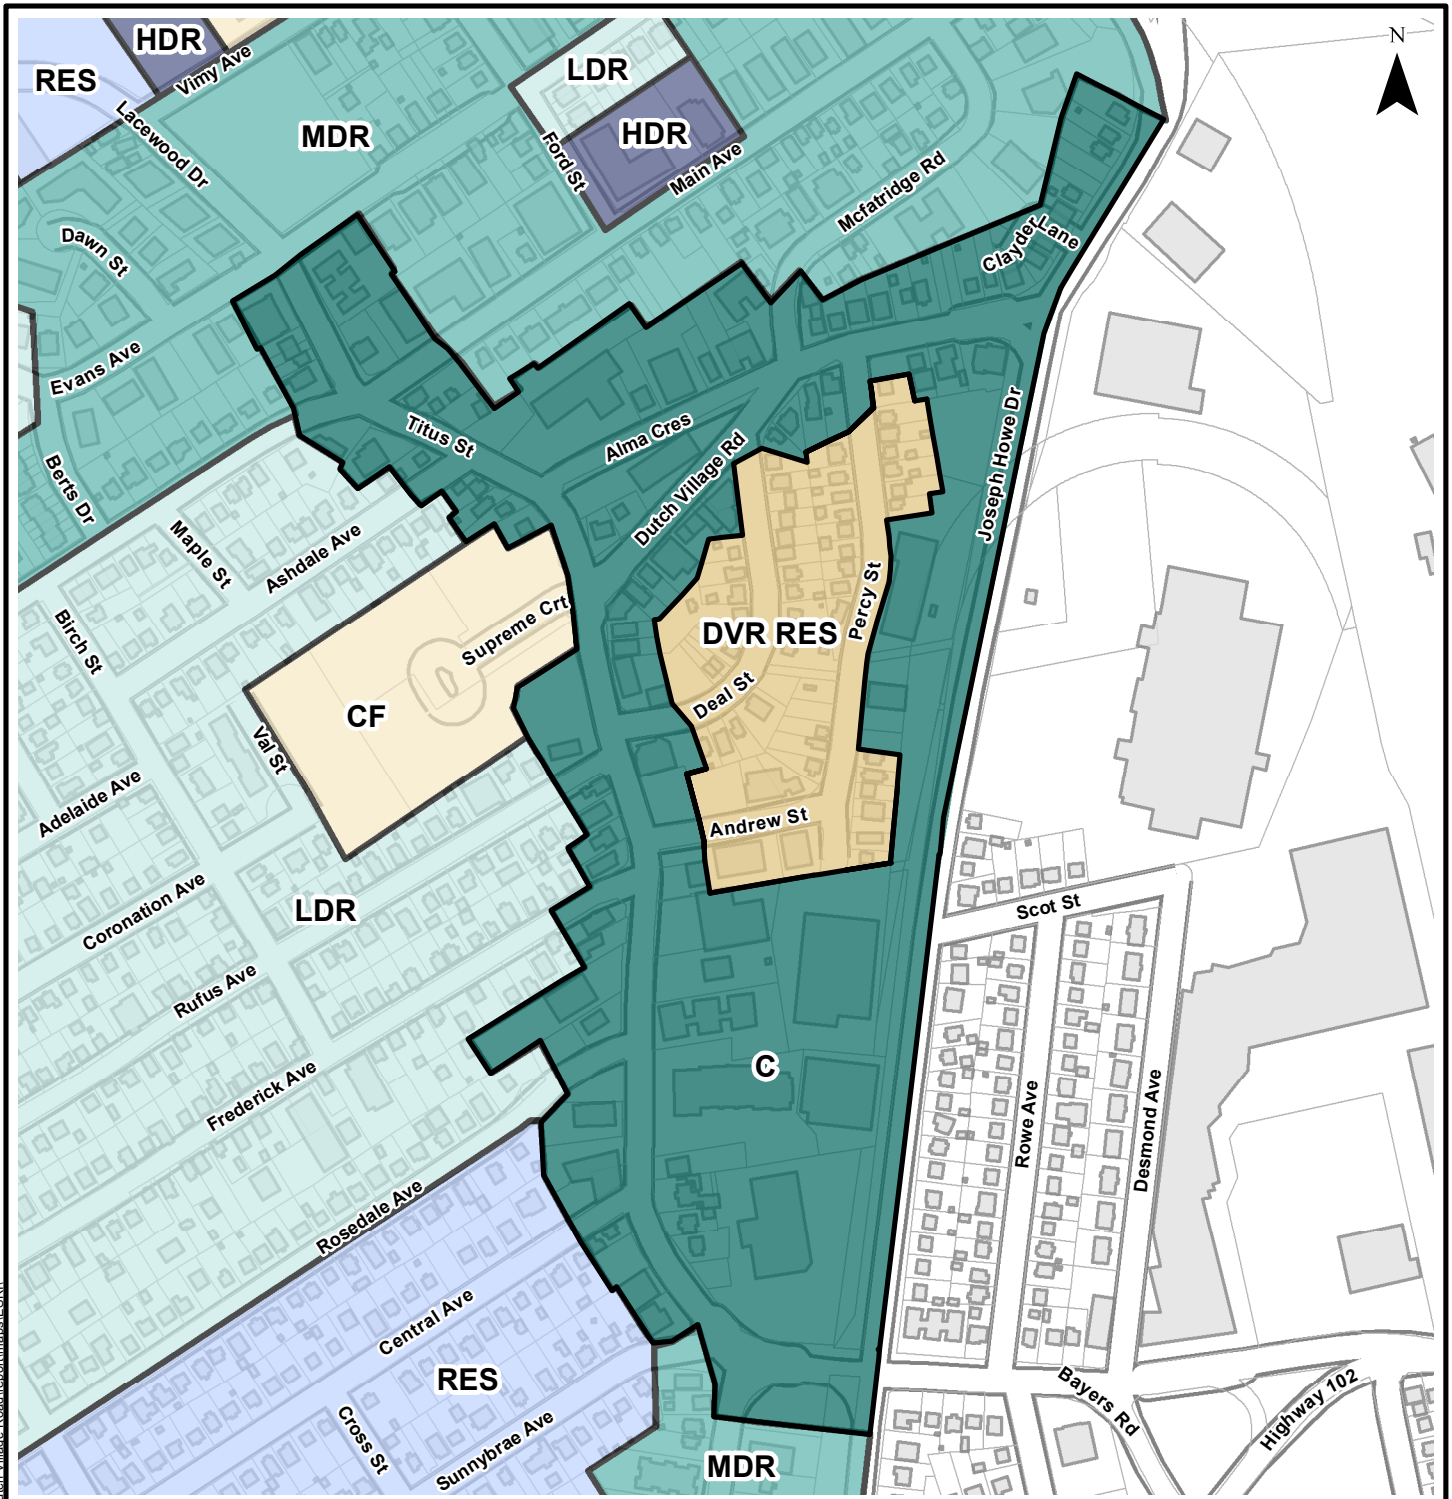 HDR
N
Vimy Ave
RES
LDR
Lacewood Dr
MDR
HDR
Ford St
Main Ave
Mcfatridge Rd
Dawn St
Clayder Lane
Evans Ave
Titus St
Alma Cres
Joseph Howe Dr
Berts Dr
Dutch Village Rd
Maple St
Ashdale Ave
Percy St
Birch St
Supreme Crt
DVR RES
Deal St
CF
Val St
Adelaide Ave
Andrew St
Coronation Ave
LDR
Scot St
Rufus Ave
C
Frederick Ave
Rowe Ave
Desmond Ave
Rosedale Ave
Central Ave
RES
Bayers Rd
Highway 102
Cross St
Sunnybrae Ave
MDR